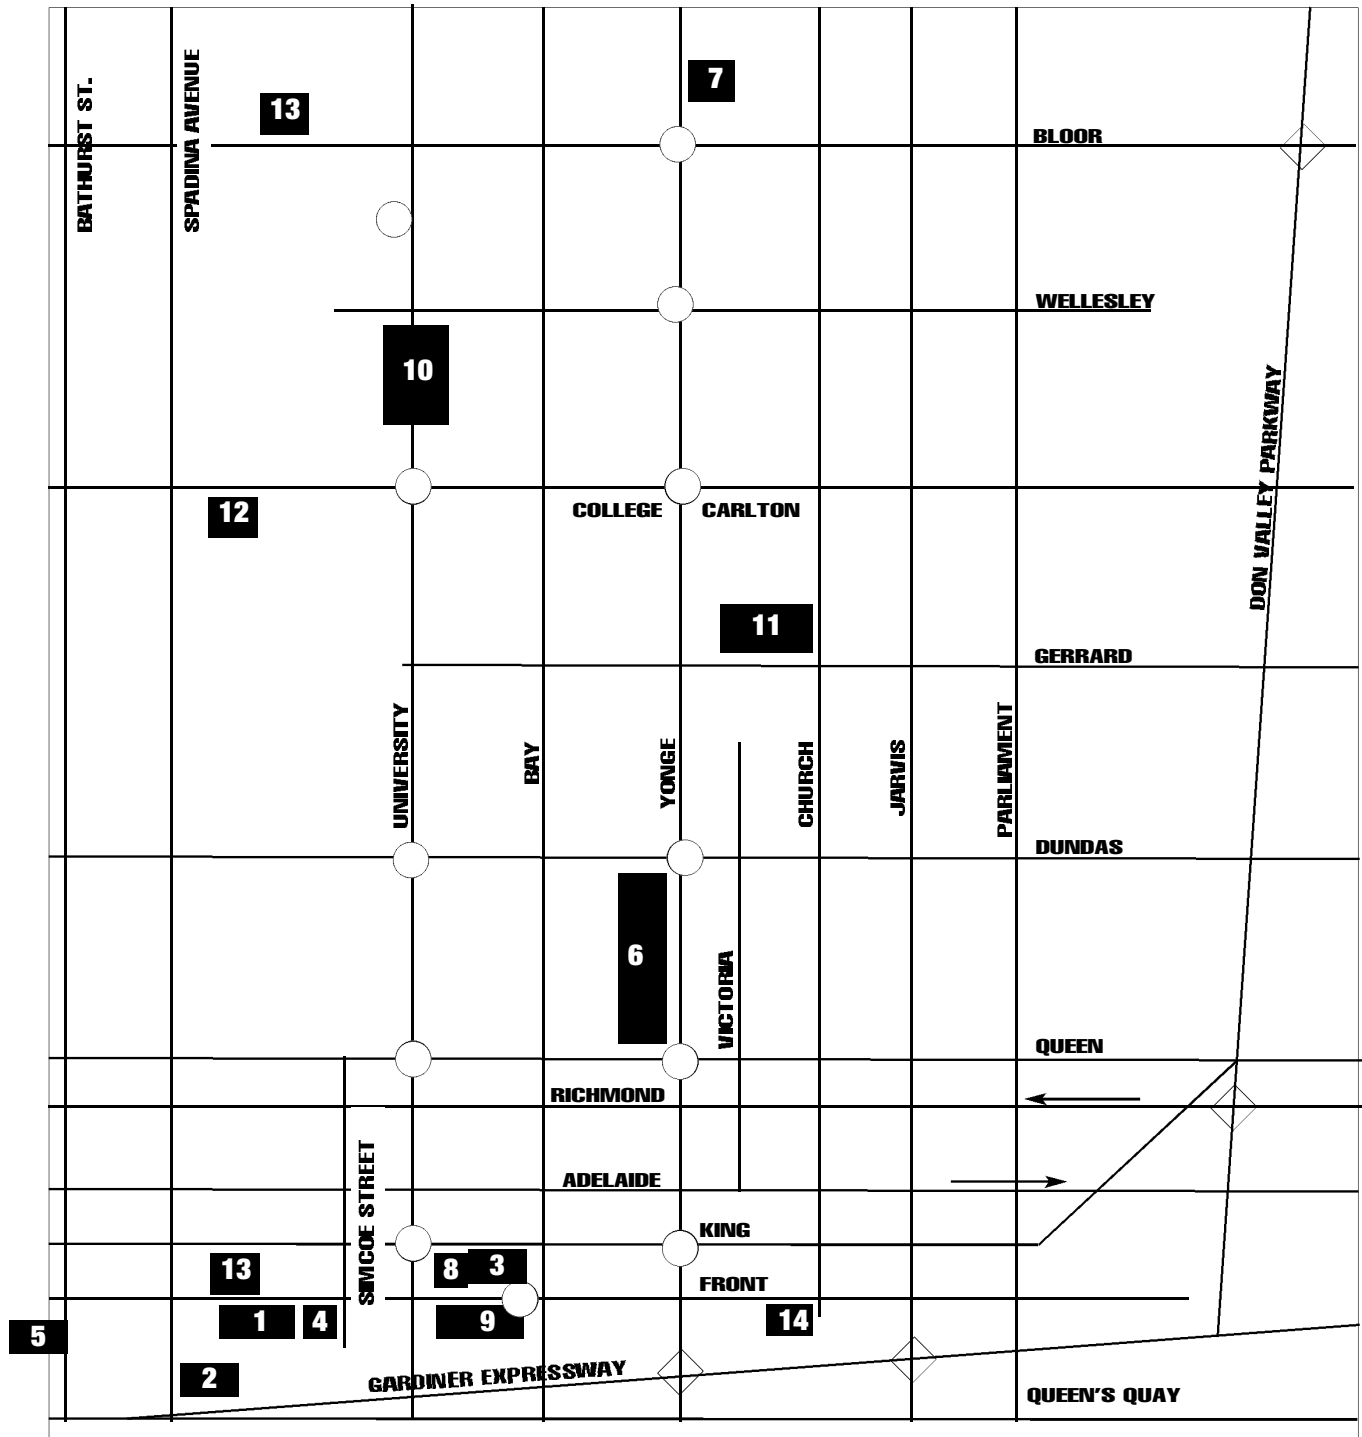 7
13
BLOOR
BATHURST ST.
SPADINA AVENUE
WELLESLEY
10
DON VALLEY PARKWAY
12
COLLEGE
CARLTON
11
GERRARD
UNIVERSITY
BAY
YONGE
CHURCH
JARVIS
PARLIAMENT
DUNDAS
6
VICTORIA
QUEEN
RICHMOND
ADELAIDE
SIMCOE STREET
KING
13
8
3
FRONT
1
4
9
14
5
2
GARDINER EXPRESSWAY
QUEEN'S QUAY